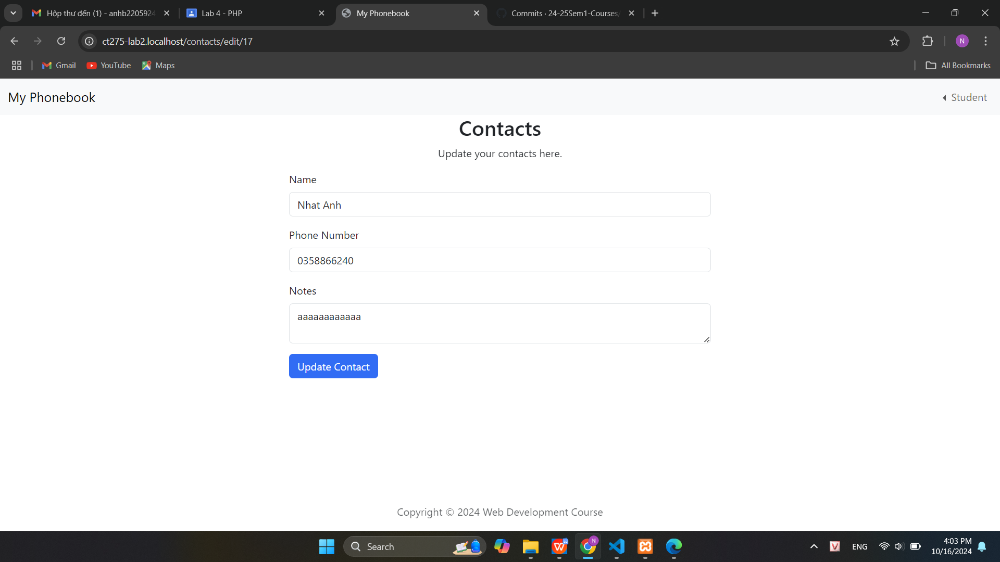 Hộp thư đến (1) - anhb2205924
Lab 4 - PHP
My Phonebook
Commits · 24-25Sem1-Courses/
ct275-lab2.localhost/contacts/edit/17
N
Gmail
YouTube
Maps
All Bookmarks
My Phonebook
Student
Contacts
Update your contacts here.
Name
Nhat Anh
Phone Number
0358866240
Notes
aaaaaaaaaaaa
Update Contact
Copyright © 2024 Web Development Course
Search
N
V
ENG
4:03 PM
10/16/2024